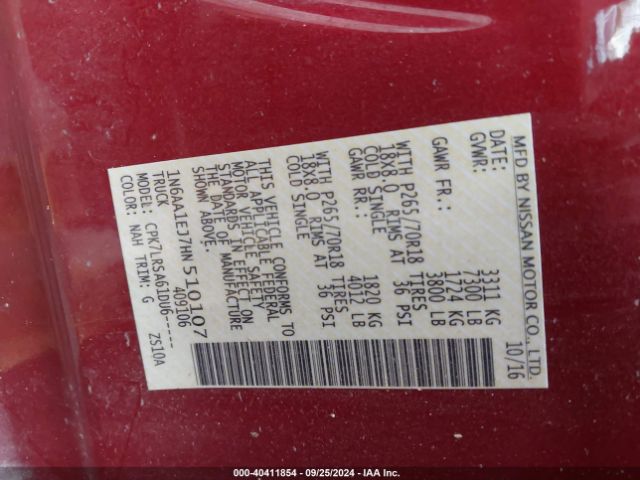 MFD BY NISSAN MOTOR CO., LTD.
DATE: 10/16
GVWR: 3311 KG
7300 LB
GAWR FR: 1724 KG
3800 LB
WITH P265/70R18 TIRES
18X8.0 RIMS AT 36 PSI
COLD SINGLE
GAWR RR: 1820 KG
4012 LB
WITH P265/70R18 TIRES
18X8.0 RIMS AT 36 PSI
COLD SINGLE
THIS VEHICLE CONFORMS TO
ALL APPLICABLE FEDERAL
MOTOR VEHICLE SAFETY
STANDARDS IN EFFECT ON
THE DATE OF MANUFACTURE
SHOWN ABOVE.
1N6AA1EJ7HN510107
TRUCK 409106
MODEL: CPK7LRSA61DU6-----
COLOR: NAH TRIM: G ZS10A
000-40411854 - 09/25/2024 - IAA Inc.